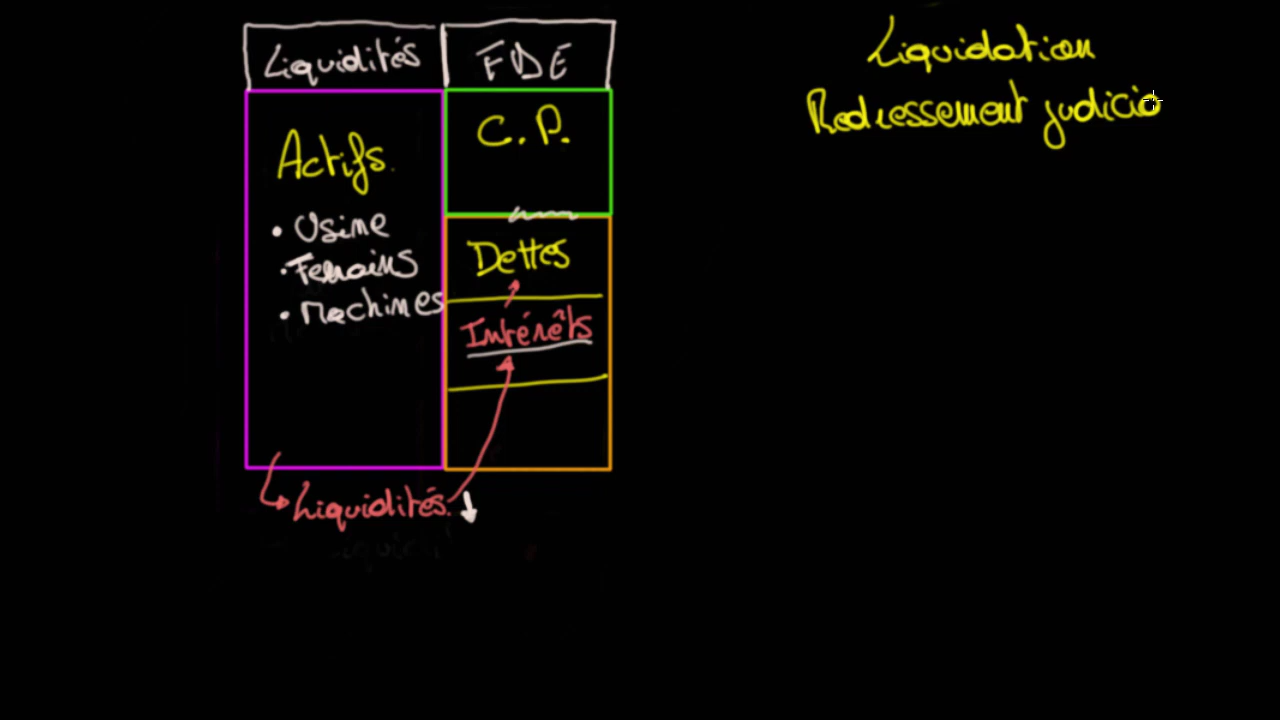 Liquidités FDE
Liquidation
Redressement judicia
Actifs.
• Usine
• Terrains
• Machines
C.P.
Dettes
Intérêts
Liquidités.